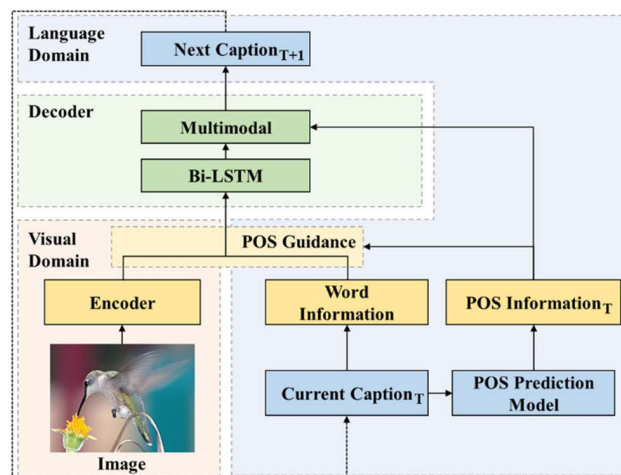 Language
Domain
Next Caption T+1
Decoder
Multimodal
Bi-LSTM
Visual
Domain
POS Guidance
Encoder
Word
Information
POS Information T
Current Caption T
POS Prediction
Model
Image